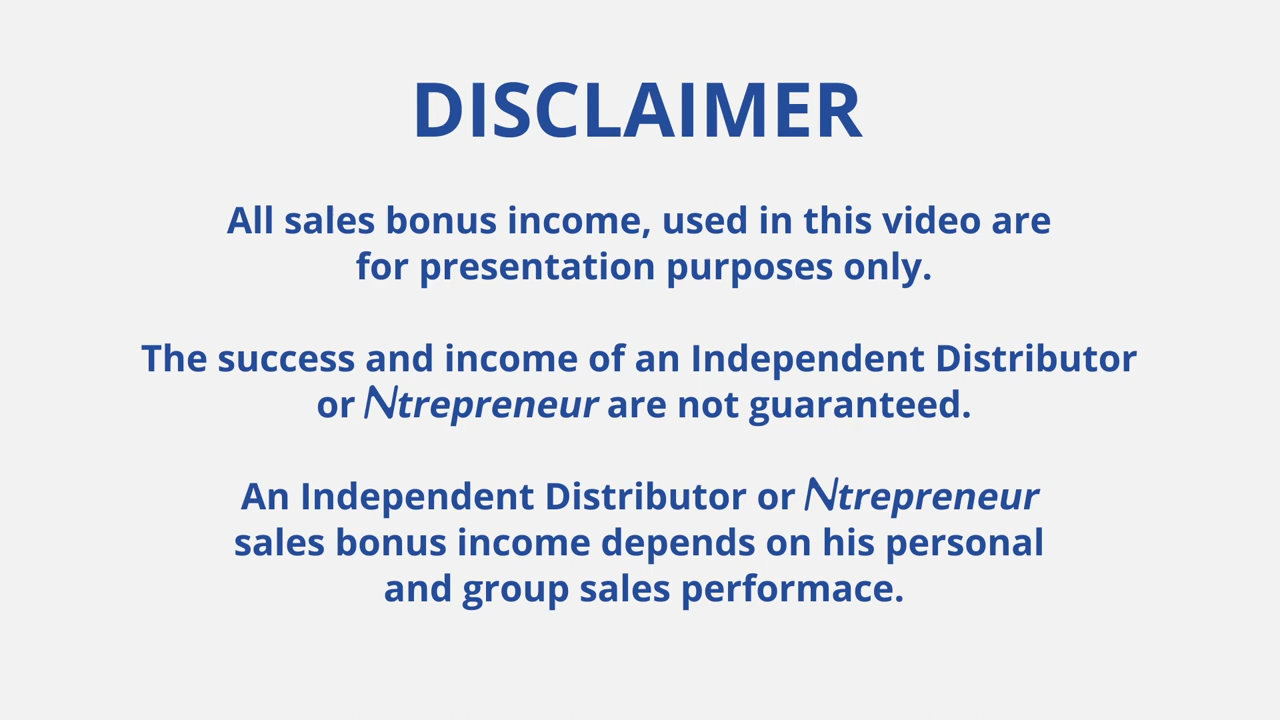 DISCLAIMER
All sales bonus income, used in this video are
for presentation purposes only.
The success and income of an Independent Distributor
or Ntrepreneur are not guaranteed.
An Independent Distributor or Ntrepreneur
sales bonus income depends on his personal
and group sales performace.